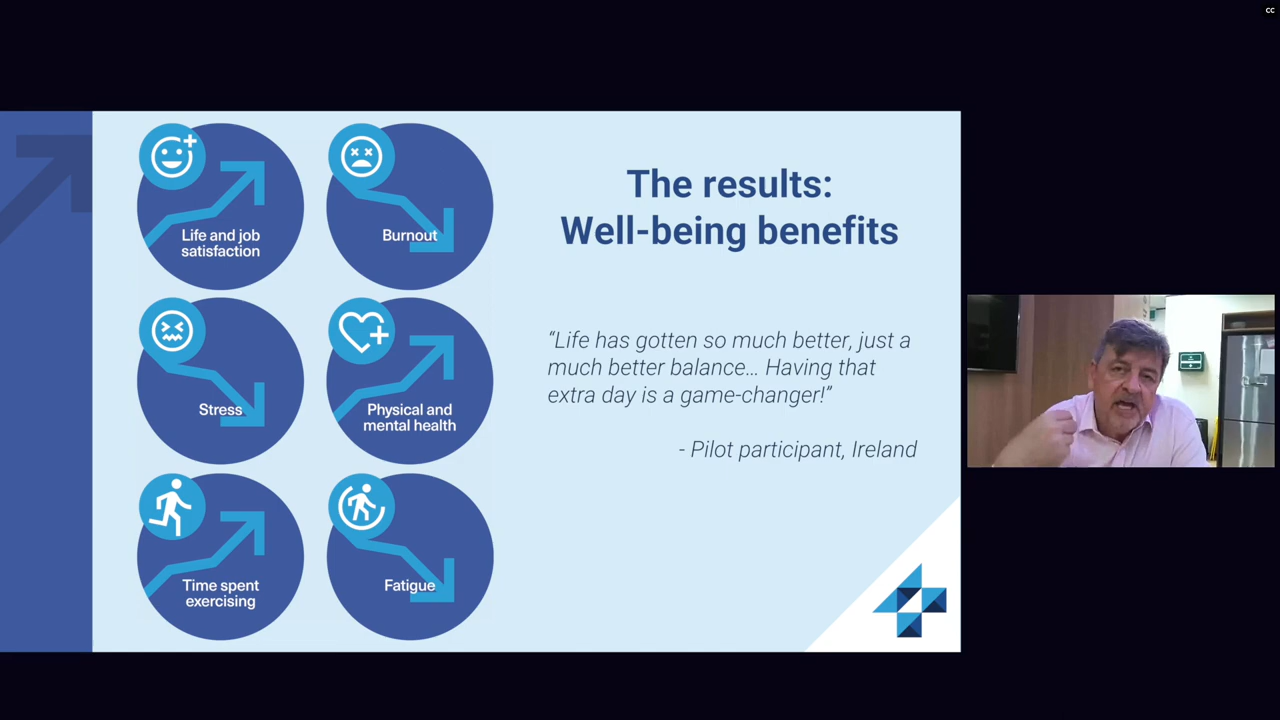 CC
Life and job
satisfaction
Burnout
Stress
Physical and
mental health
Time spent
exercising
Fatigue
The results:
Well-being benefits
“Life has gotten so much better, just a
much better balance... Having that
extra day is a game-changer!”
- Pilot participant, Ireland